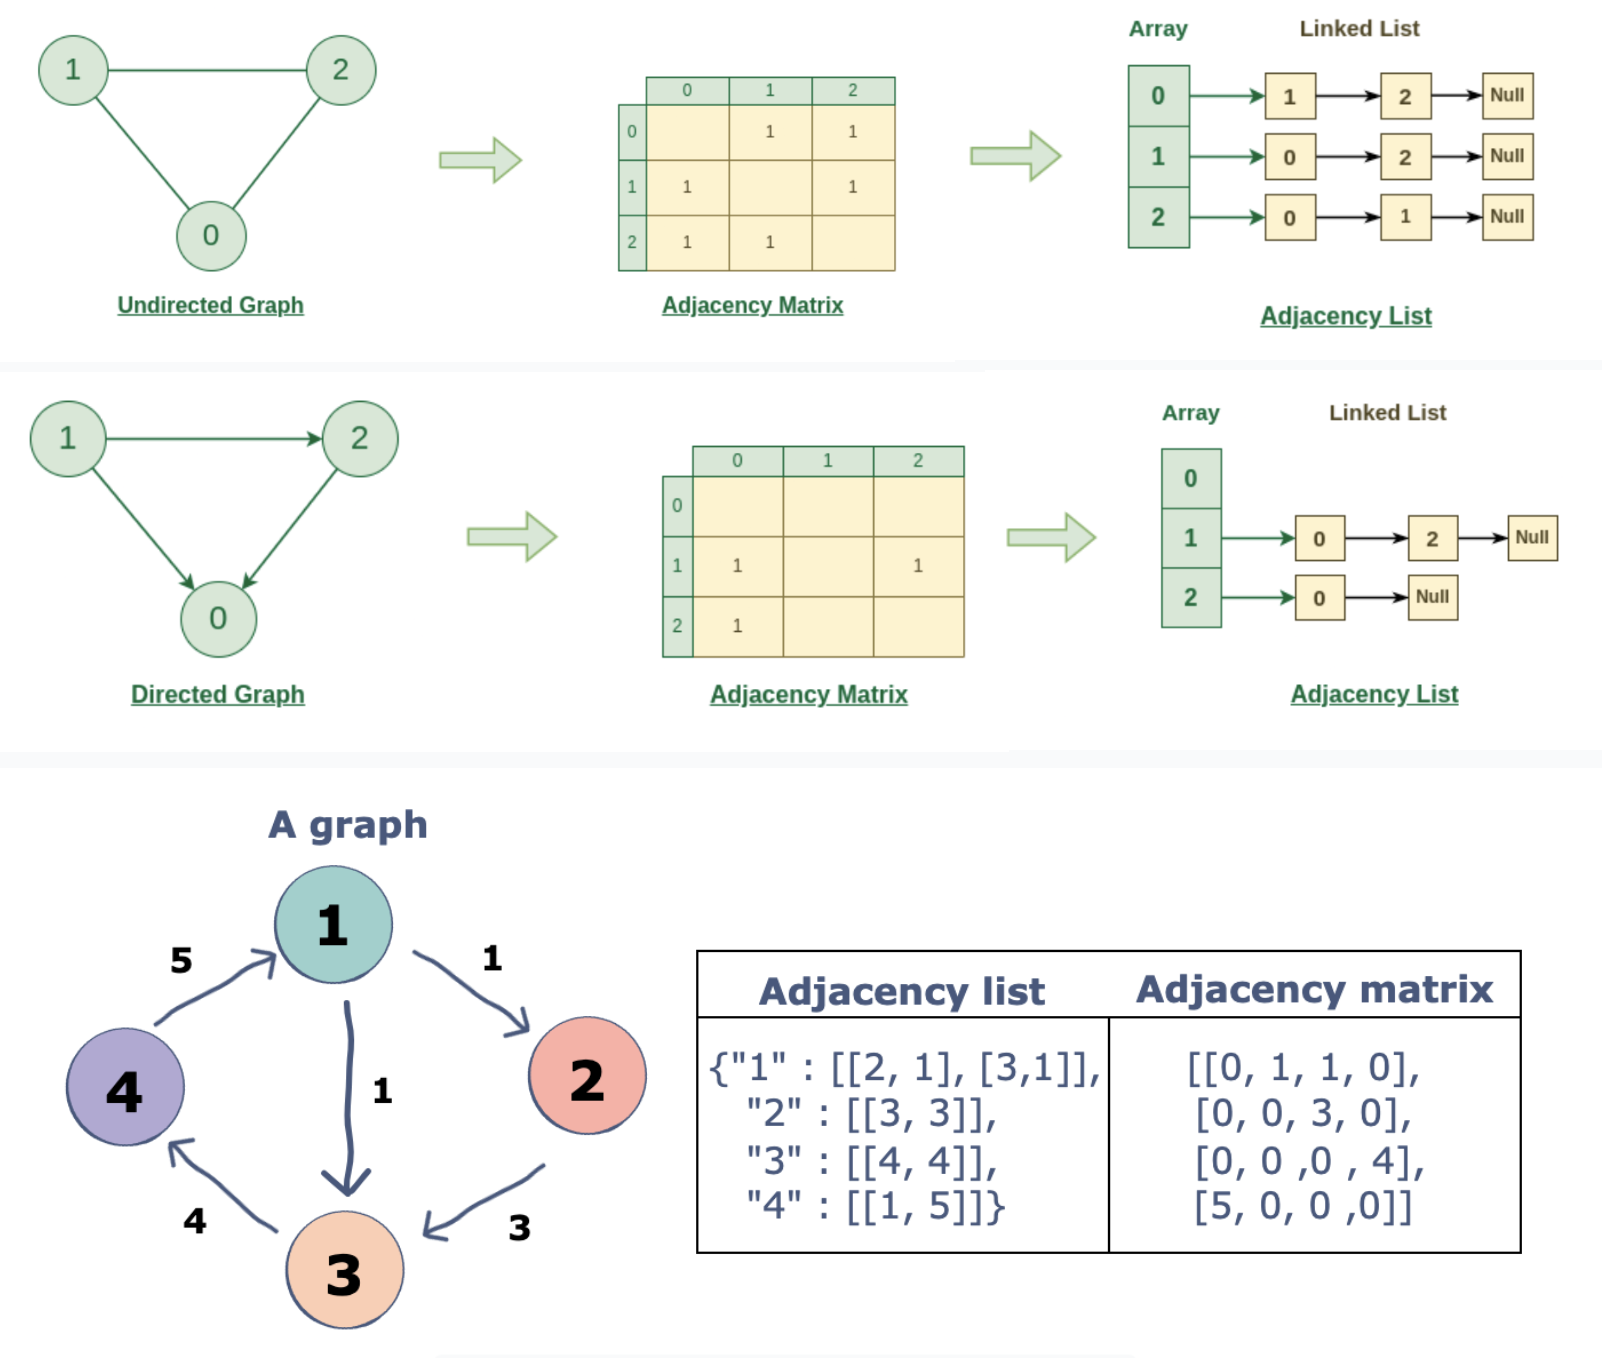 1 2
0
Undirected Graph
0 1 2
0 1 1
1 1 1
2 1 1
Adjacency Matrix
Array Linked List
0 1 2 Null
1 0 2 Null
2 0 1 Null
Adjacency List
1 2
0
Directed Graph
0 1 2
0
1 1 1
2 1
Adjacency Matrix
Array Linked List
0
1 0 2 Null
2 0 Null
Adjacency List
A graph
1
5 1
4 1 2
4 3
3
Adjacency list
{"1" : [[2, 1], [3,1]],
"2" : [[3, 3]],
"3" : [[4, 4]],
"4" : [[1, 5]]}
Adjacency matrix
[[0, 1, 1, 0],
[0, 0, 3, 0],
[0, 0 ,0 , 4],
[5, 0, 0 ,0]]